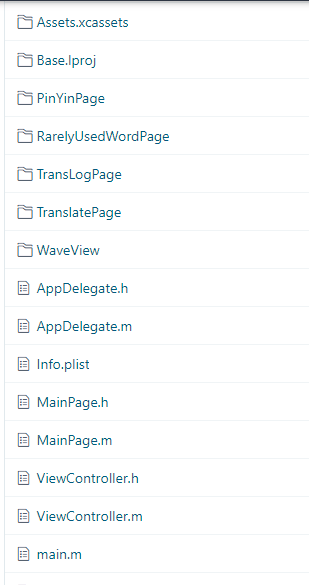 Assets.xcassets
Base.lproj
PinYinPage
RarelyUsedWordPage
TransLogPage
TranslatePage
WaveView
AppDelegate.h
AppDelegate.m
Info.plist
MainPage.h
MainPage.m
ViewController.h
ViewController.m
main.m